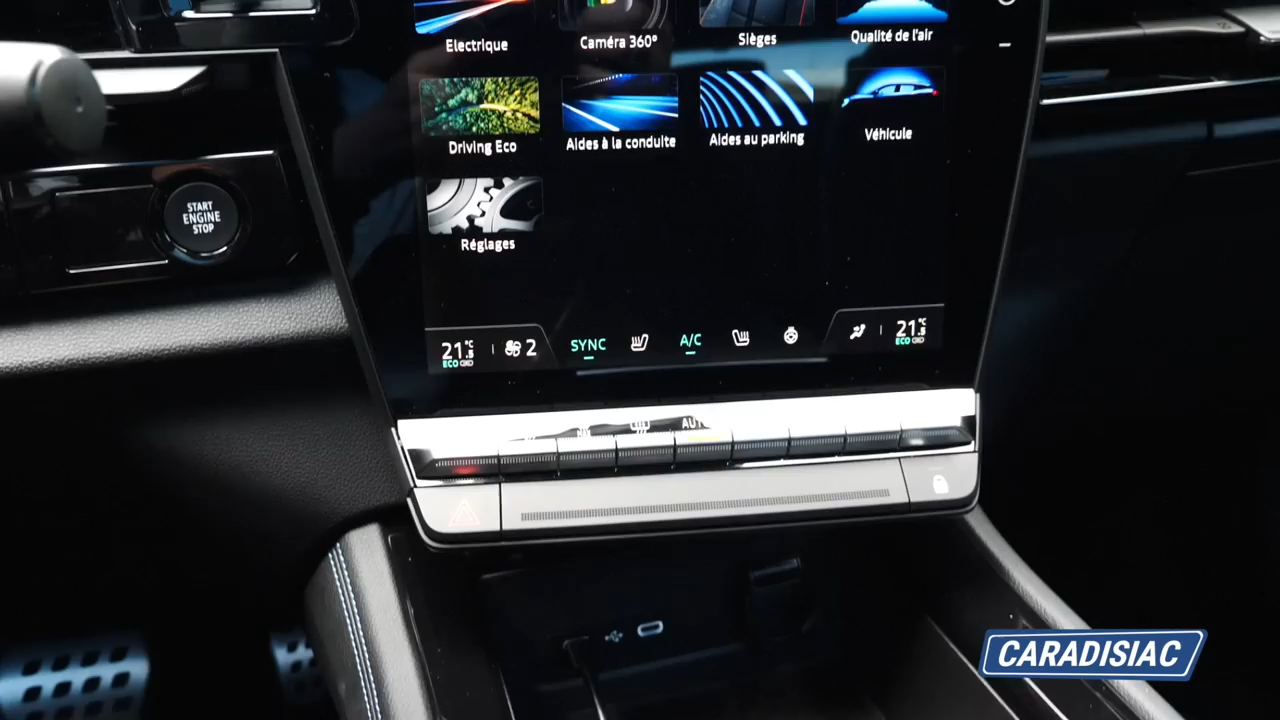 Electrique
Caméra 360°
Sièges
Qualité de l'air
Driving Eco
Aides à la conduite
Aides au parking
Véhicule
START
ENGINE
STOP
Réglages
21.5 °C
ECO
2
SYNC
A/C
21.5 °C
ECO
AUTO
CARADISIAC